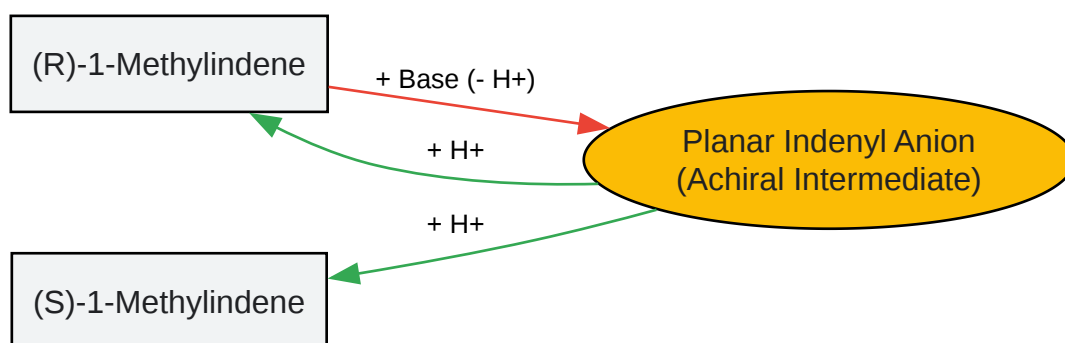 (R)-1-Methylindene
+ Base (- H+)
Planar Indenyl Anion
(Achiral Intermediate)
+ H+
+ H+
(S)-1-Methylindene